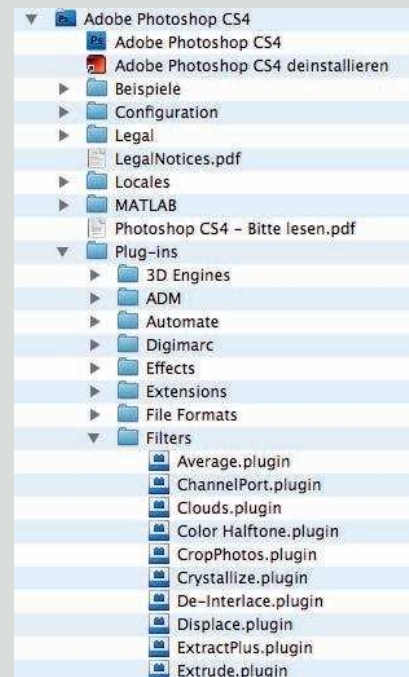 Adobe Photoshop CS4
Adobe Photoshop CS4
Adobe Photoshop CS4 deinstallieren
Beispiele
Configuration
Legal
LegalNotices.pdf
Locales
MATLAB
Photoshop CS4 – Bitte lesen.pdf
Plug-ins
3D Engines
ADM
Automate
Digimarc
Effects
Extensions
File Formats
Filters
Average.plugin
ChannelPort.plugin
Clouds.plugin
Color Halftone.plugin
CropPhotos.plugin
Crystallize.plugin
De-Interlace.plugin
Displace.plugin
ExtractPlus.plugin
Extrude.plugin